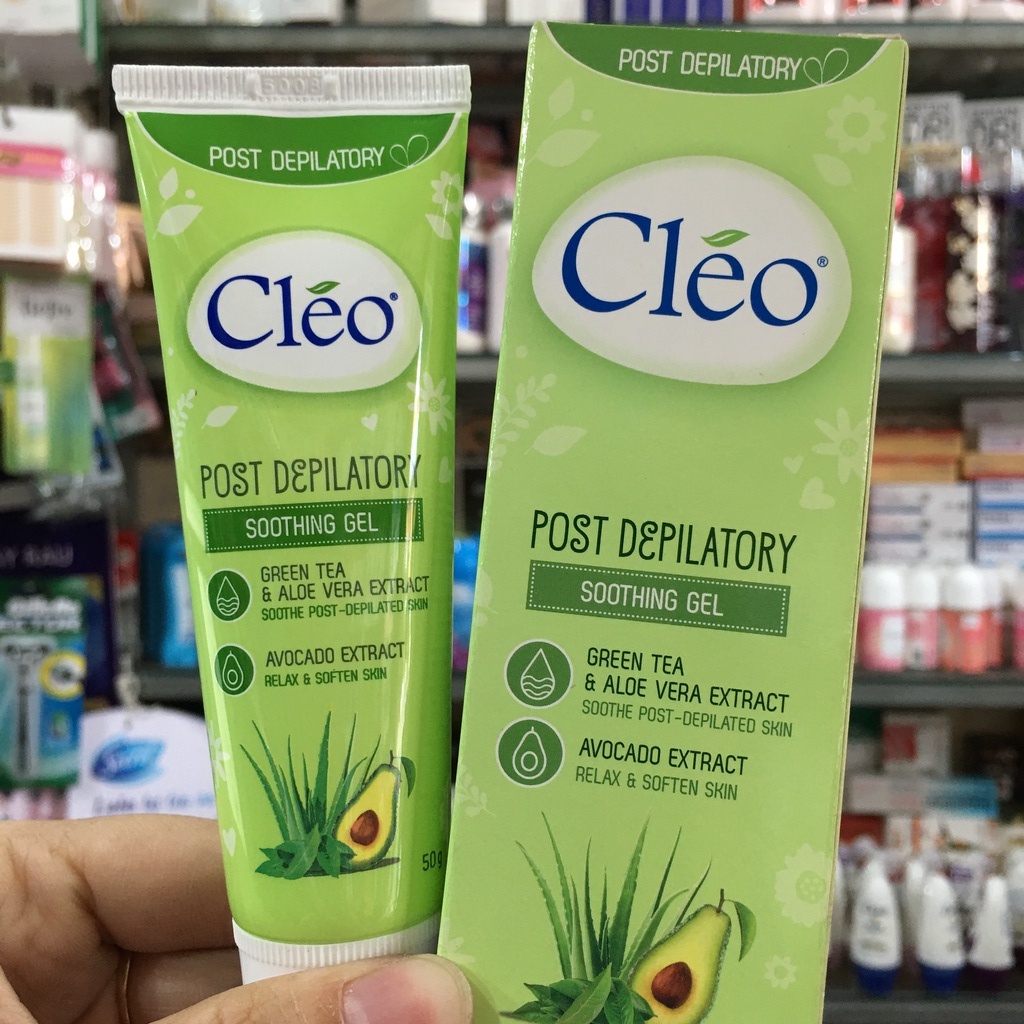 5008
POST DEPILATORY
Cléo®
POST DEPILATORY
SOOTHING GEL
GREEN TEA
& ALOE VERA EXTRACT
SOOTHE POST-DEPILATED SKIN
AVOCADO EXTRACT
RELAX & SOFTEN SKIN
50g
POST DEPILATORY
Cléo®
POST DEPILATORY
SOOTHING GEL
GREEN TEA
& ALOE VERA EXTRACT
SOOTHE POST-DEPILATED SKIN
AVOCADO EXTRACT
RELAX & SOFTEN SKIN